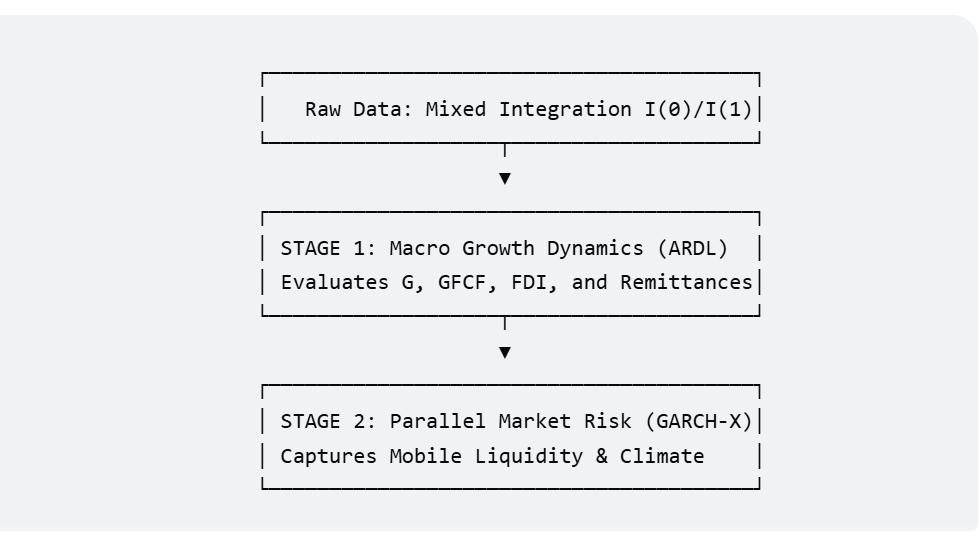 Raw Data: Mixed Integration I(0)/I(1)
STAGE 1: Macro Growth Dynamics (ARDL)
Evaluates G, GFCF, FDI, and Remittances
STAGE 2: Parallel Market Risk (GARCH-X)
Captures Mobile Liquidity & Climate